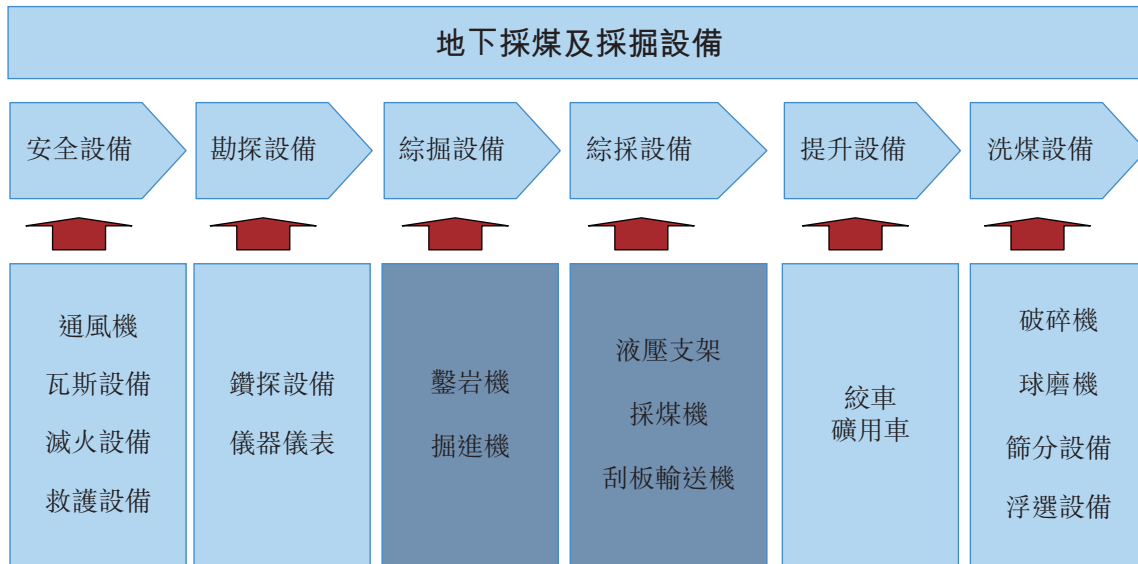 地下採煤及採掘設備
安全設備
勘探設備
綜掘設備
綜採設備
提升設備
洗煤設備
通風機
瓦斯設備
滅火設備
救護設備
鑽探設備
儀器儀表
鑿岩機
掘進機
液壓支架
採煤機
刮板輸送機
絞車
礦用車
破碎機
球磨機
篩分設備
浮選設備